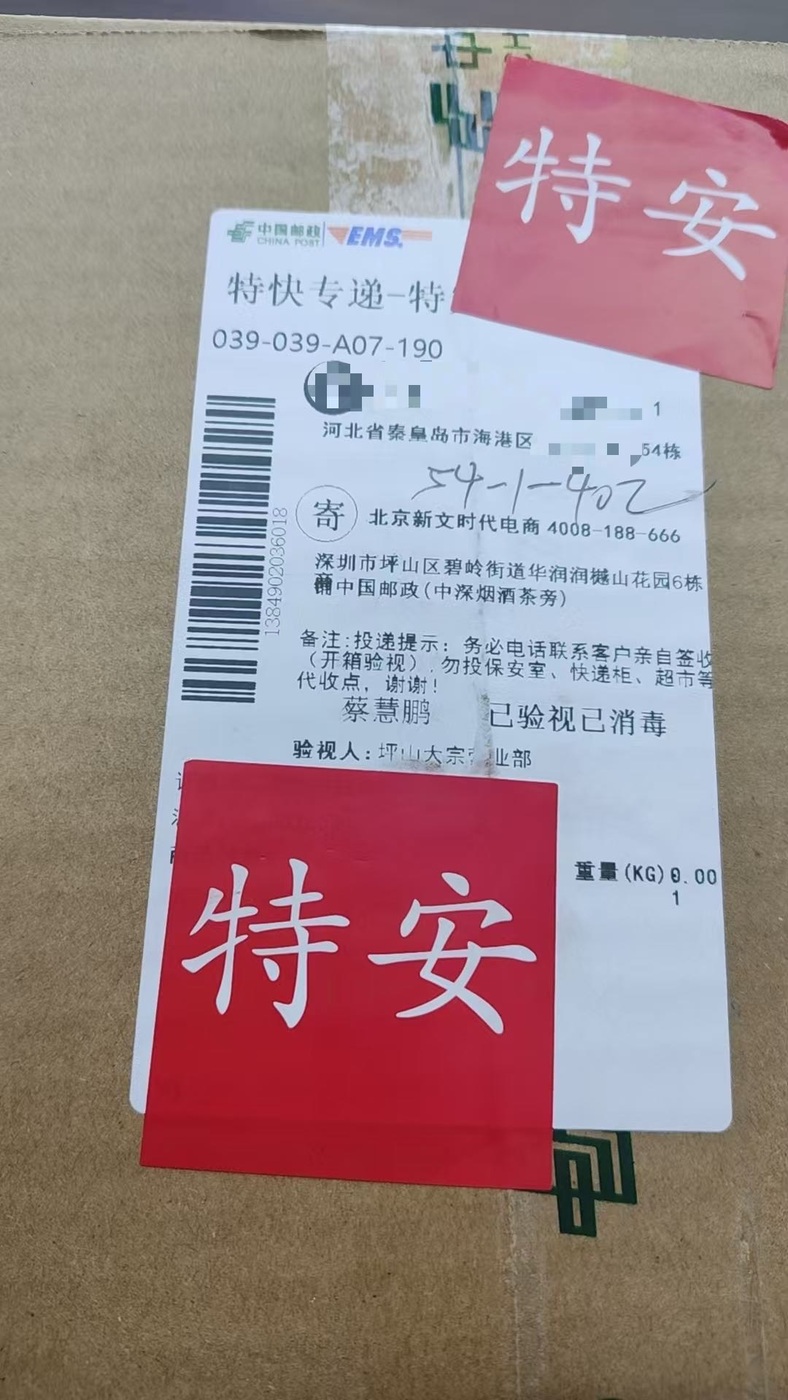 特安
中国邮政
CHINA POST
EMS
特快专递-特
039-039-A07-190
1
河北省秦皇岛市海港区
54栋
54-1-402
寄
北京新文时代电商 4008-188-666
深圳市坪山区碧岭街道华润润樾山花园6栋
中国邮政(中深烟酒茶旁)
1384902036018
备注:投递提示: 务必电话联系客户亲自签收
(开箱验视).勿投保安室、快递柜、超市等
代收点,谢谢!
蔡慧鹏
已验视已消毒
验视人: 坪山大宗营业部
重量(KG)0.00
1
特安